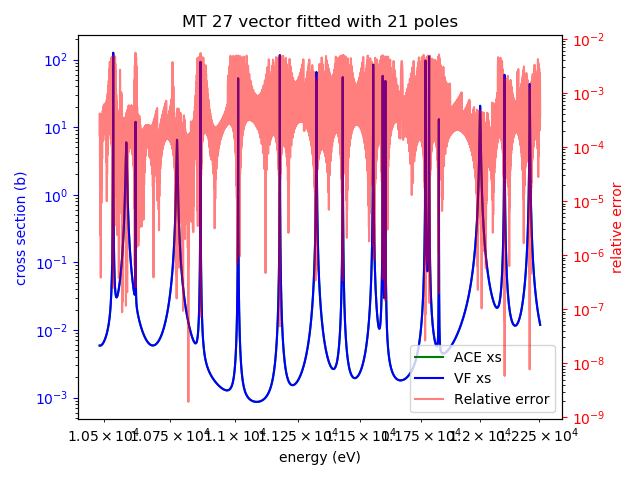 MT 27 vector fitted with 21 poles
10²
10¹
10⁰
10⁻¹
10⁻²
10⁻³
cross section (b)
10⁻²
10⁻³
10⁻⁴
10⁻⁵
10⁻⁶
10⁻⁷
10⁻⁸
10⁻⁹
relative error
ACE xs
VF xs
Relative error
1.05×10⁴ 1.075×10⁴ 1.1×10⁴ 1.125×10⁴ 1.15×10⁴ 1.175×10⁴ 1.2×10⁴ 1.225×10⁴
energy (eV)